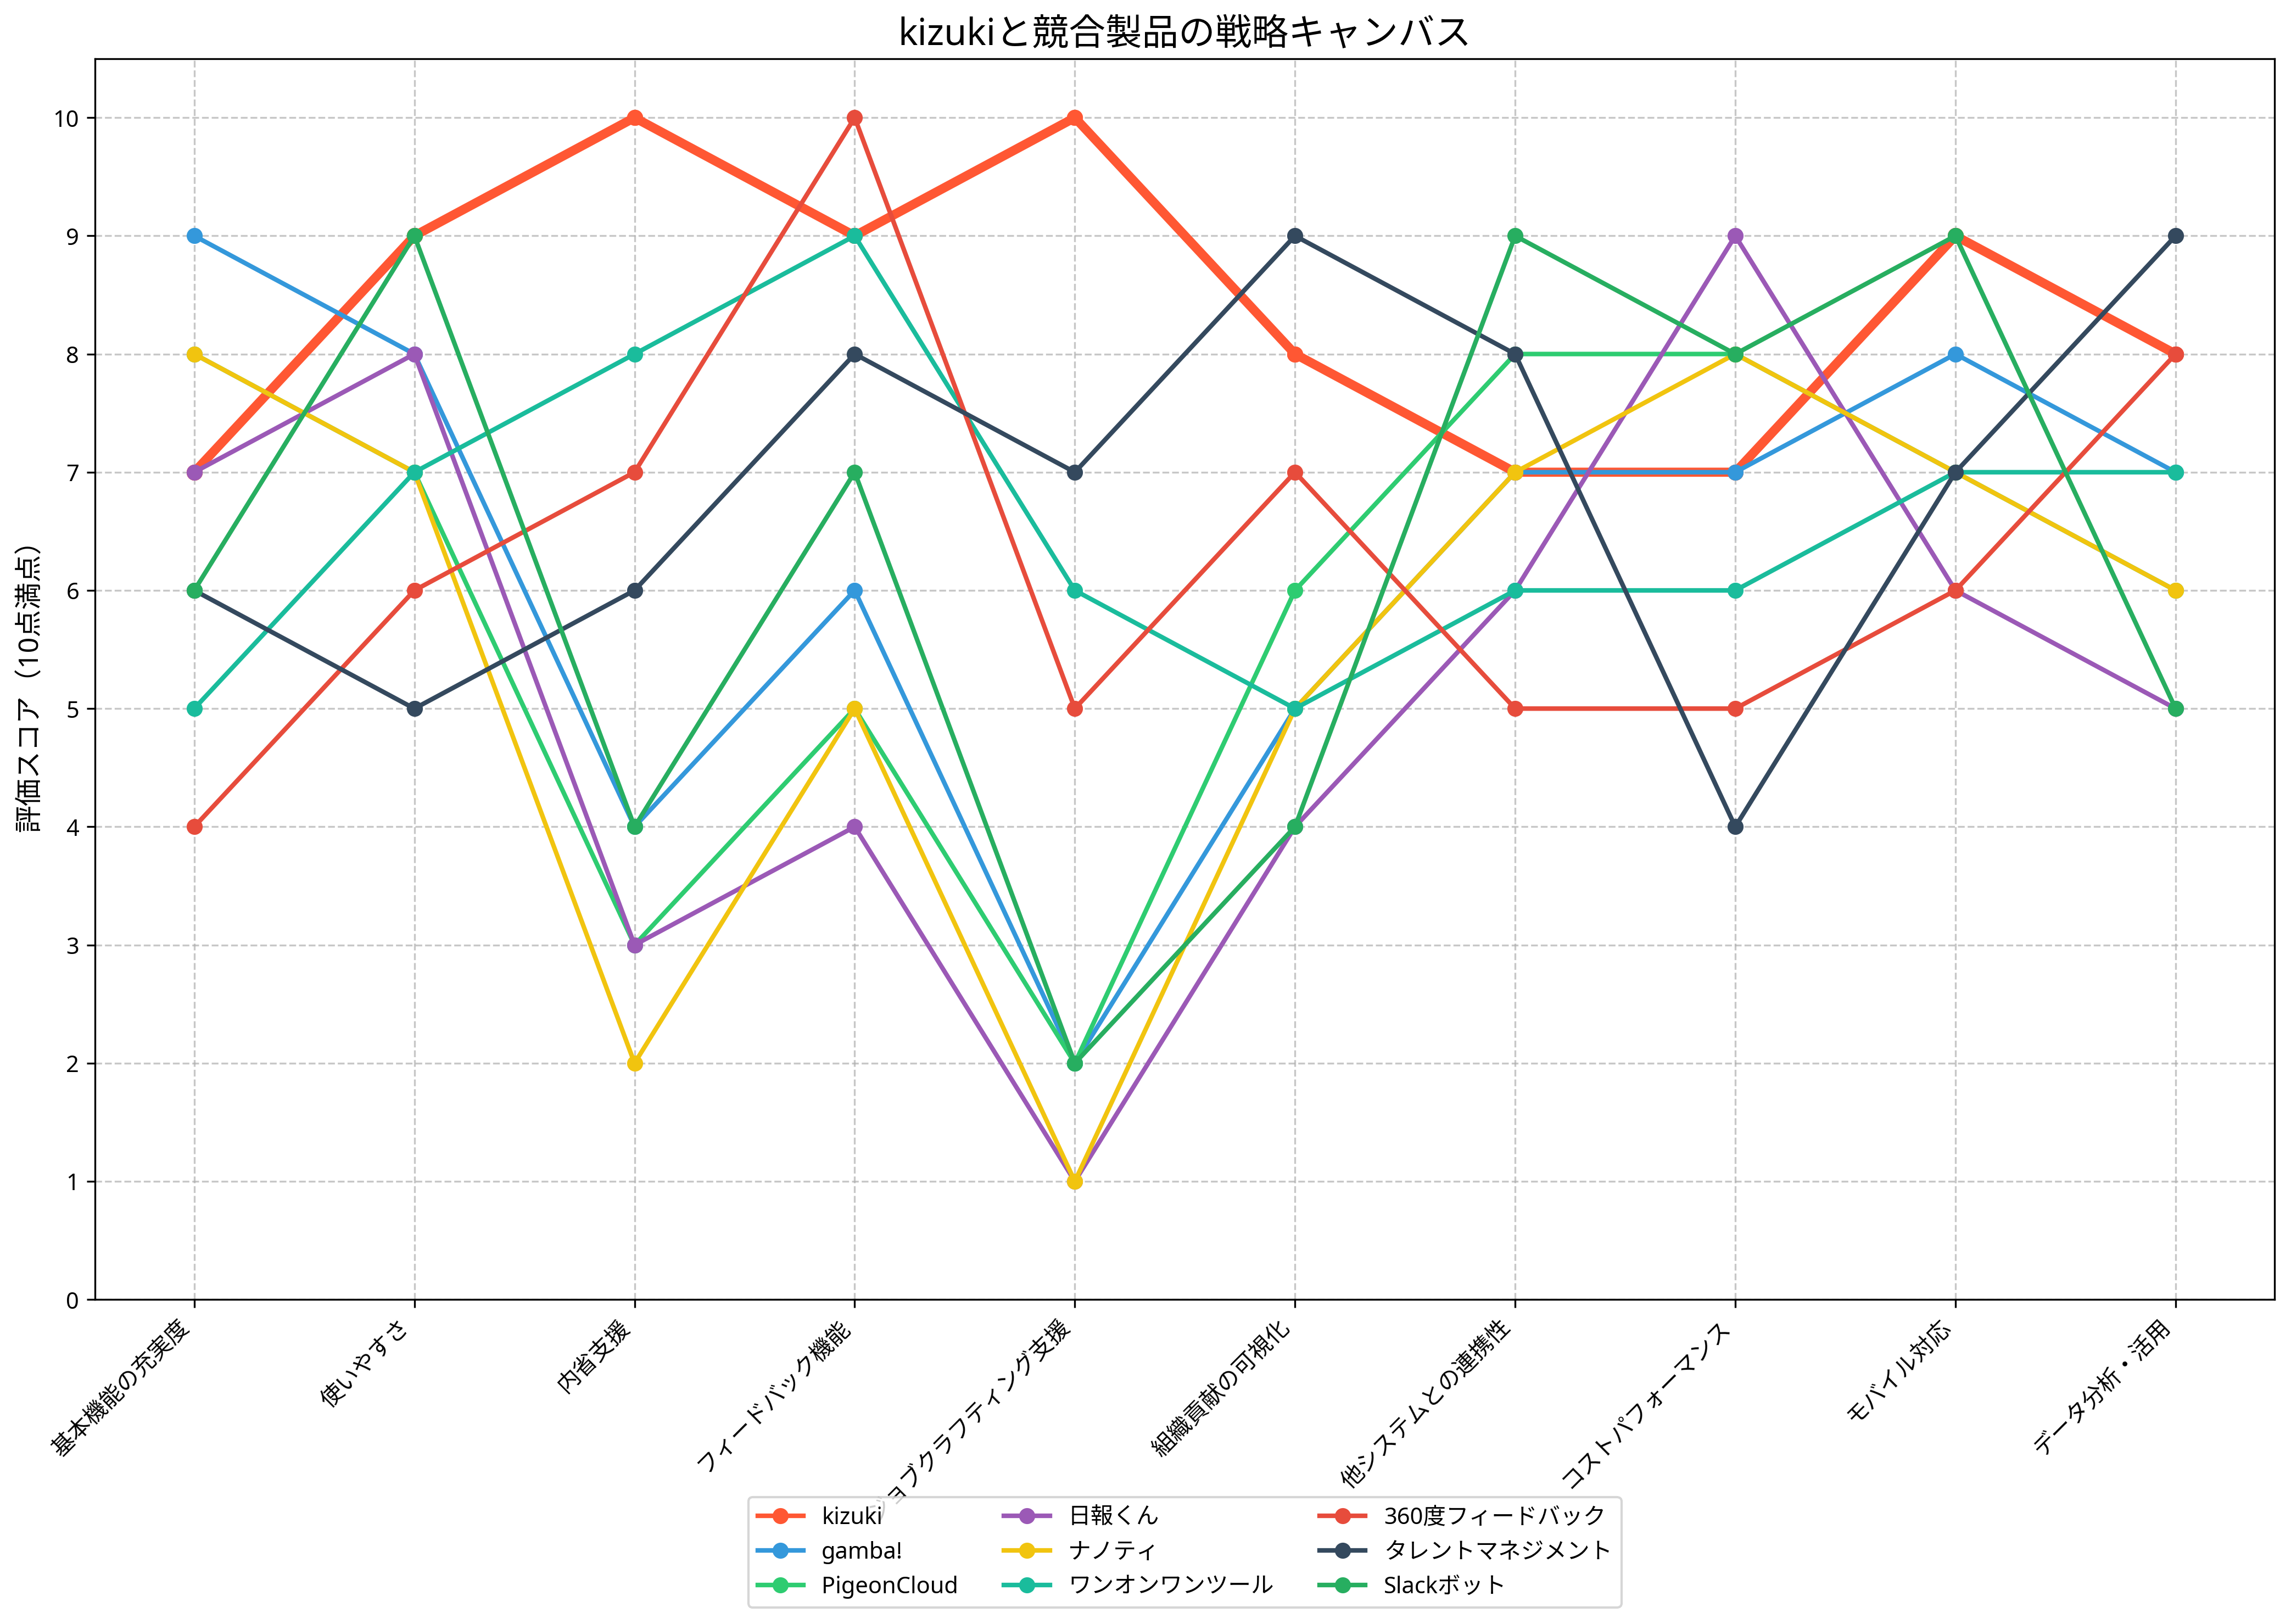 kizukiと競合製品の戦略キャンバス
評価スコア（10点満点）
10
9
8
7
6
5
4
3
2
1
0
基本機能の充実度
使いやすさ
内省支援
フィードバック機能
ジョブクラフティング支援
組織貢献の可視化
他システムとの連携性
コストパフォーマンス
モバイル対応
データ分析・活用
kizuki
gamba!
PigeonCloud
日報くん
ナノティ
ワンオンワンツール
360度フィードバック
タレントマネジメント
Slackボット